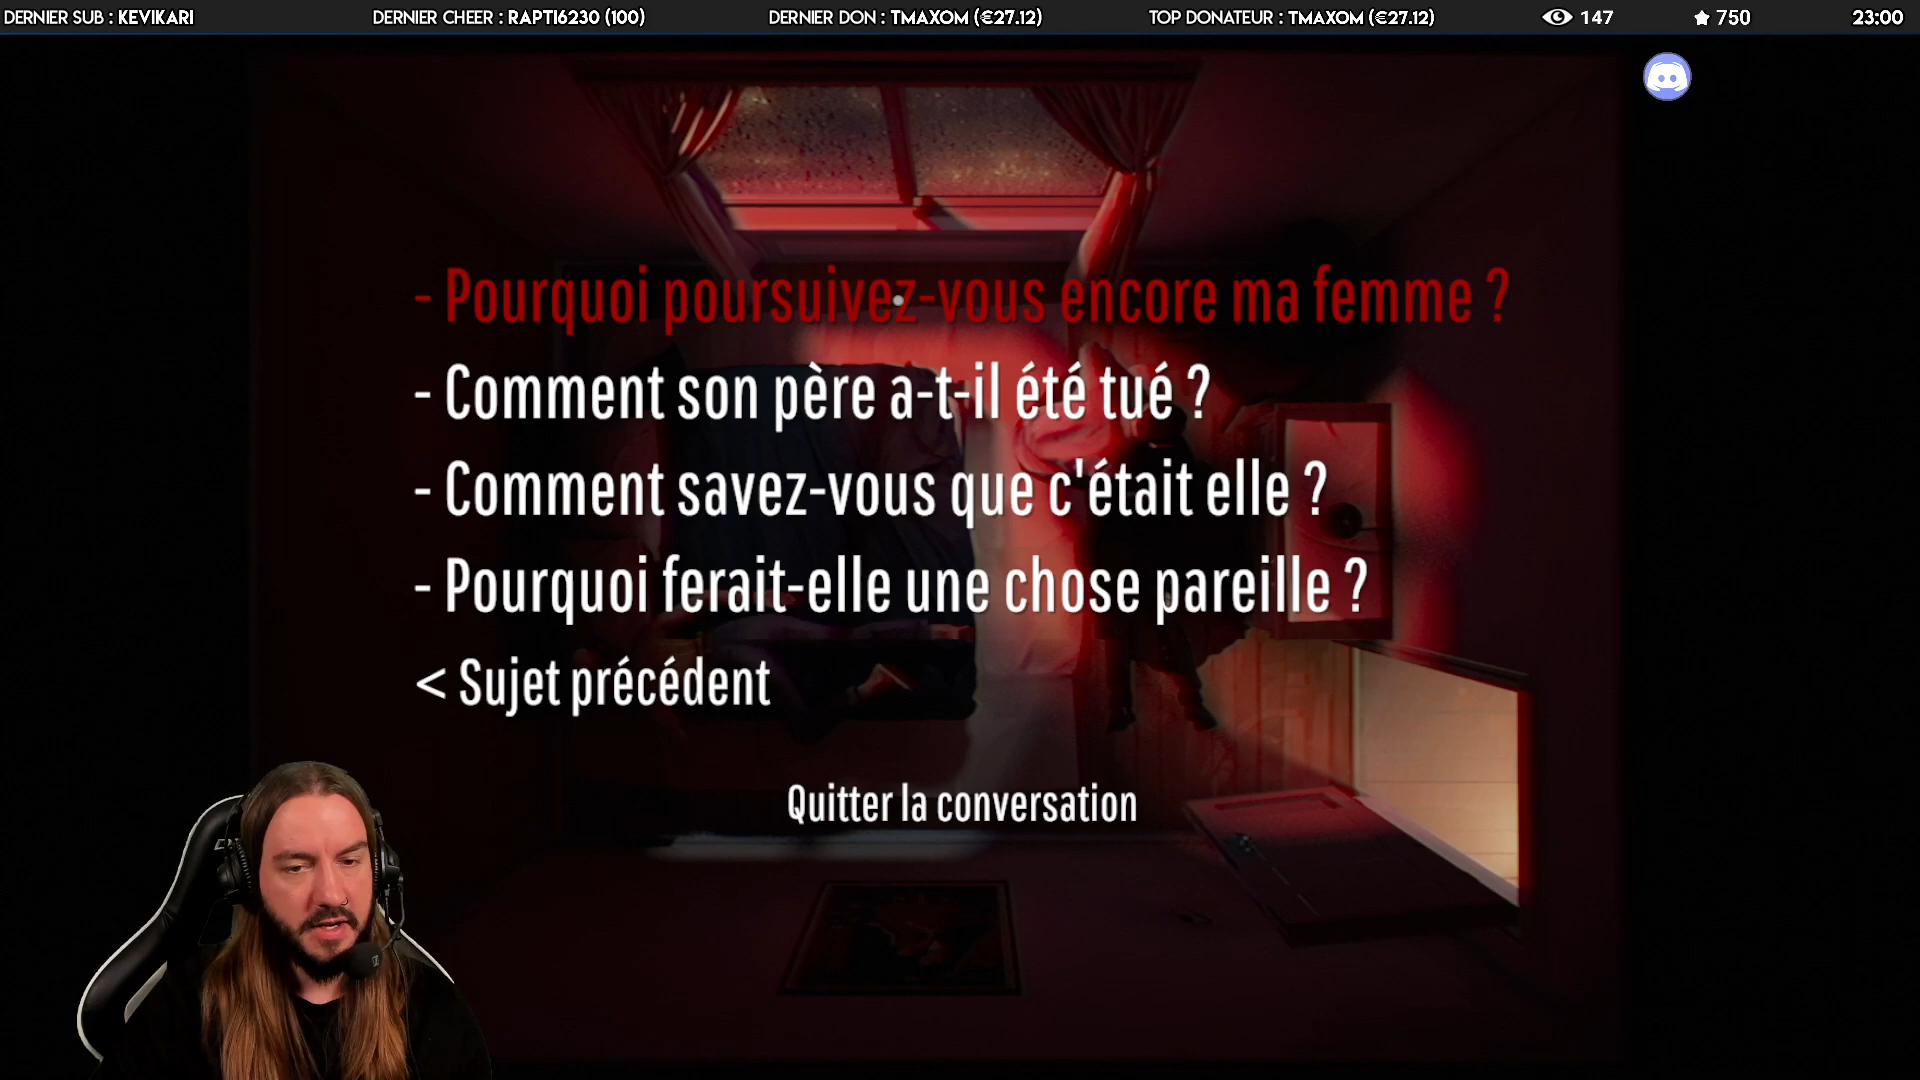 DERNIER SUB : KEVIKARI DERNIER CHEER : RAPTI6230 (100) DERNIER DON : TMAXOM (€27.12) TOP DONATEUR : TMAXOM (€27.12) 147 750 23:00
- Pourquoi poursuivez-vous encore ma femme ?
- Comment son père a-t-il été tué ?
- Comment savez-vous que c'était elle ?
- Pourquoi ferait-elle une chose pareille ?
< Sujet précédent
Quitter la conversation